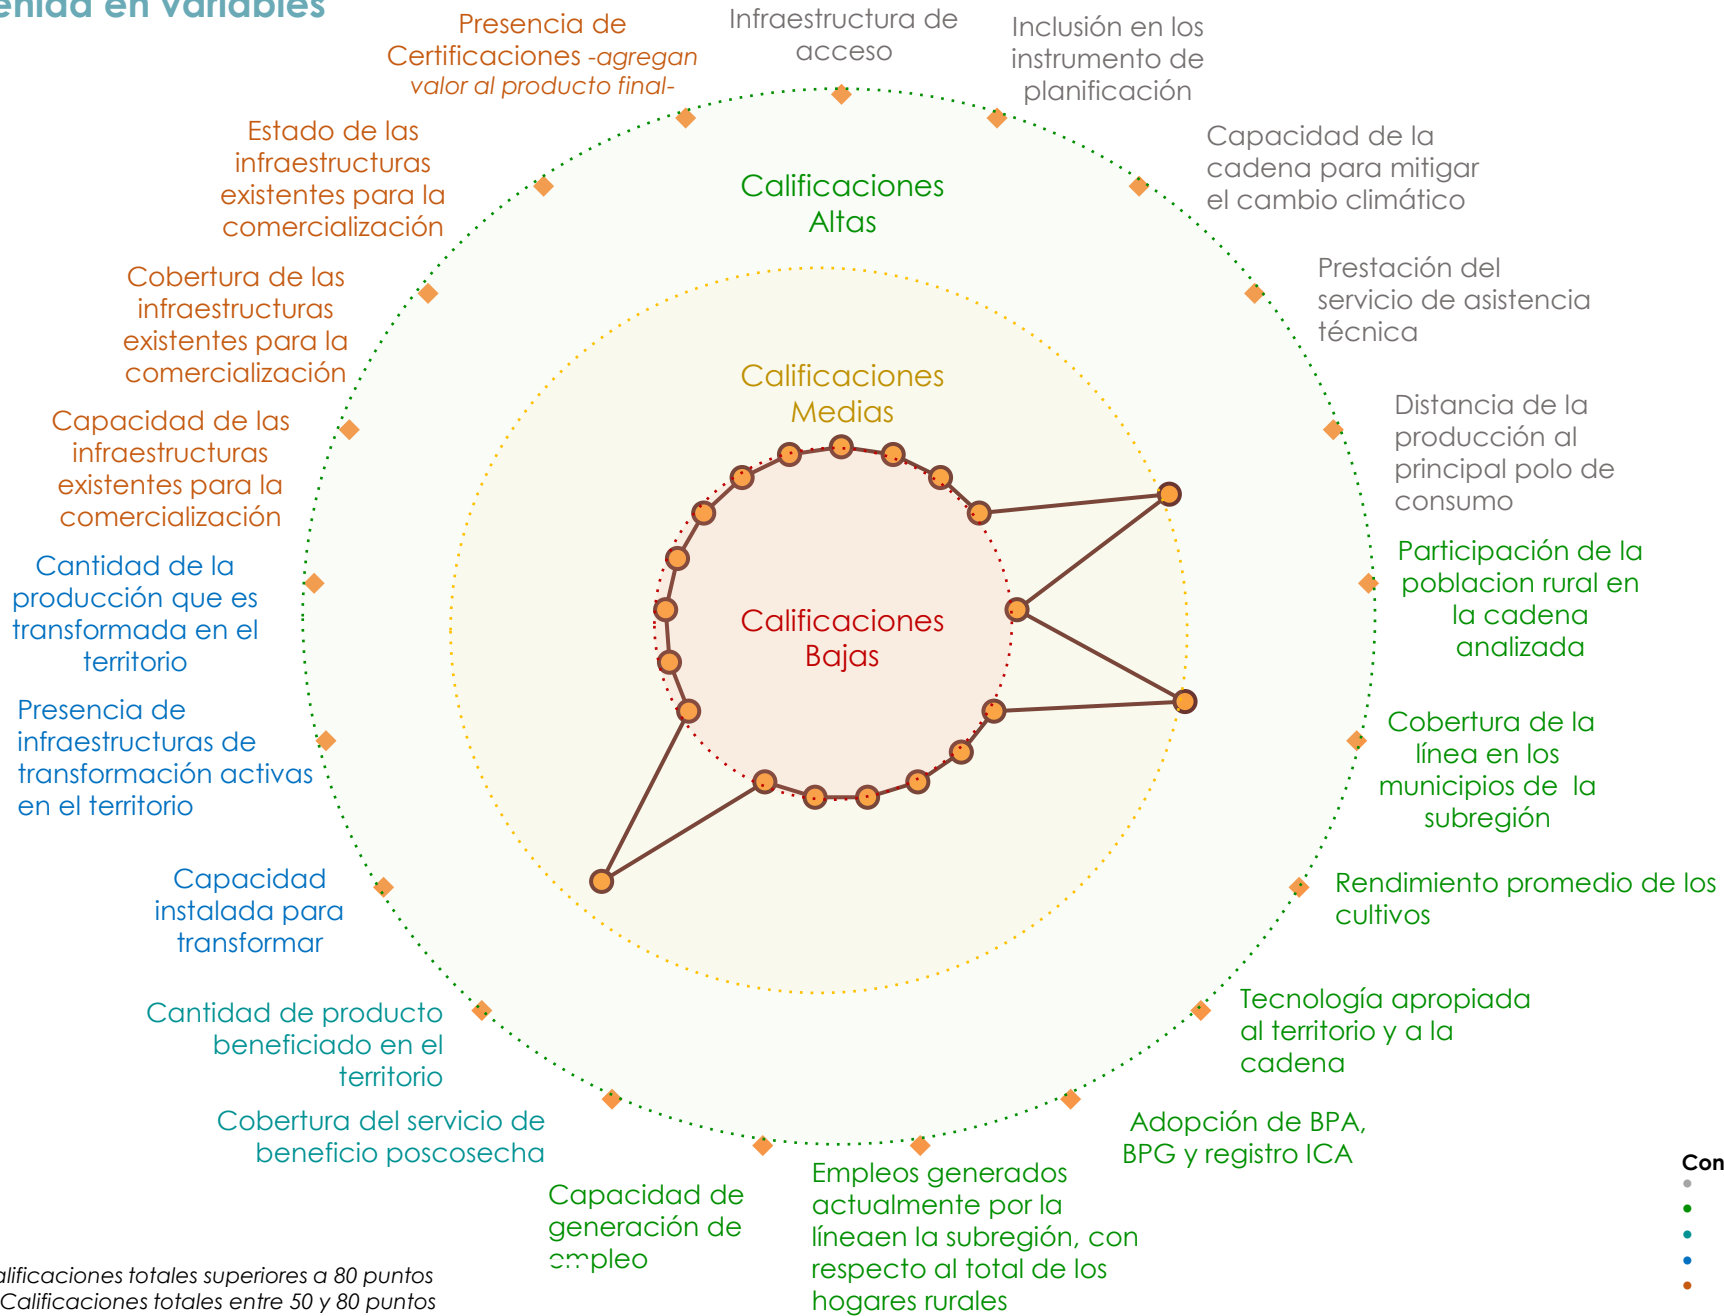 Presencia de
Certificaciones -agregan
valor al producto final-
Infraestructura de
acceso
Inclusión en los
instrumento de
planificación
Capacidad de la
cadena para mitigar
el cambio climático
Prestación del
servicio de asistencia
técnica
Distancia de la
producción al
principal polo de
consumo
Participación de la
poblacion rural en
la cadena
analizada
Cobertura de la
línea en los
municipios de la
subregión
Rendimiento promedio de los
cultivos
Tecnología apropiada
al territorio y a la
cadena
Adopción de BPA,
BPG y registro ICA
Empleos generados
actualmente por la
líneaen la subregión, con
respecto al total de los
hogares rurales
Capacidad de
generación de
empleo
Cobertura del servicio de
beneficio poscosecha
Cantidad de producto
beneficiado en el
territorio
Capacidad
instalada para
transformar
Presencia de
infraestructuras de
transformación activas
en el territorio
Cantidad de la
producción que es
transformada en el
territorio
Capacidad de las
infraestructuras
existentes para la
comercialización
Cobertura de las
infraestructuras
existentes para la
comercialización
Estado de las
infraestructuras
existentes para la
comercialización
Calificaciones
Altas
Calificaciones
Medias
Calificaciones
Bajas
en variables
totales superiores a 80 puntos
Calificaciones totales entre 50 y 80 puntos
Con